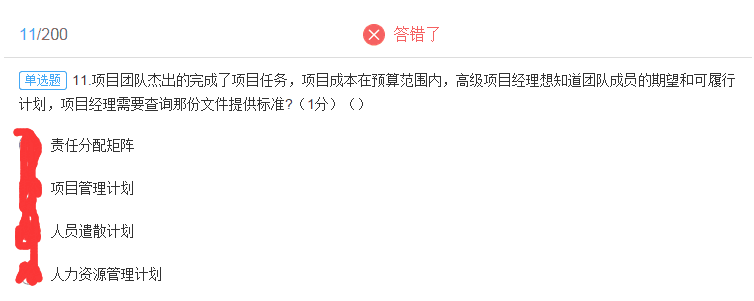 11/200
答错了
单选题 11.项目团队杰出的完成了项目任务，项目成本在预算范围内，高级项目经理想知道团队成员的期望和可履行
计划，项目经理需要查询那份文件提供标准?（1分）（）
责任分配矩阵
项目管理计划
人员遣散计划
人力资源管理计划